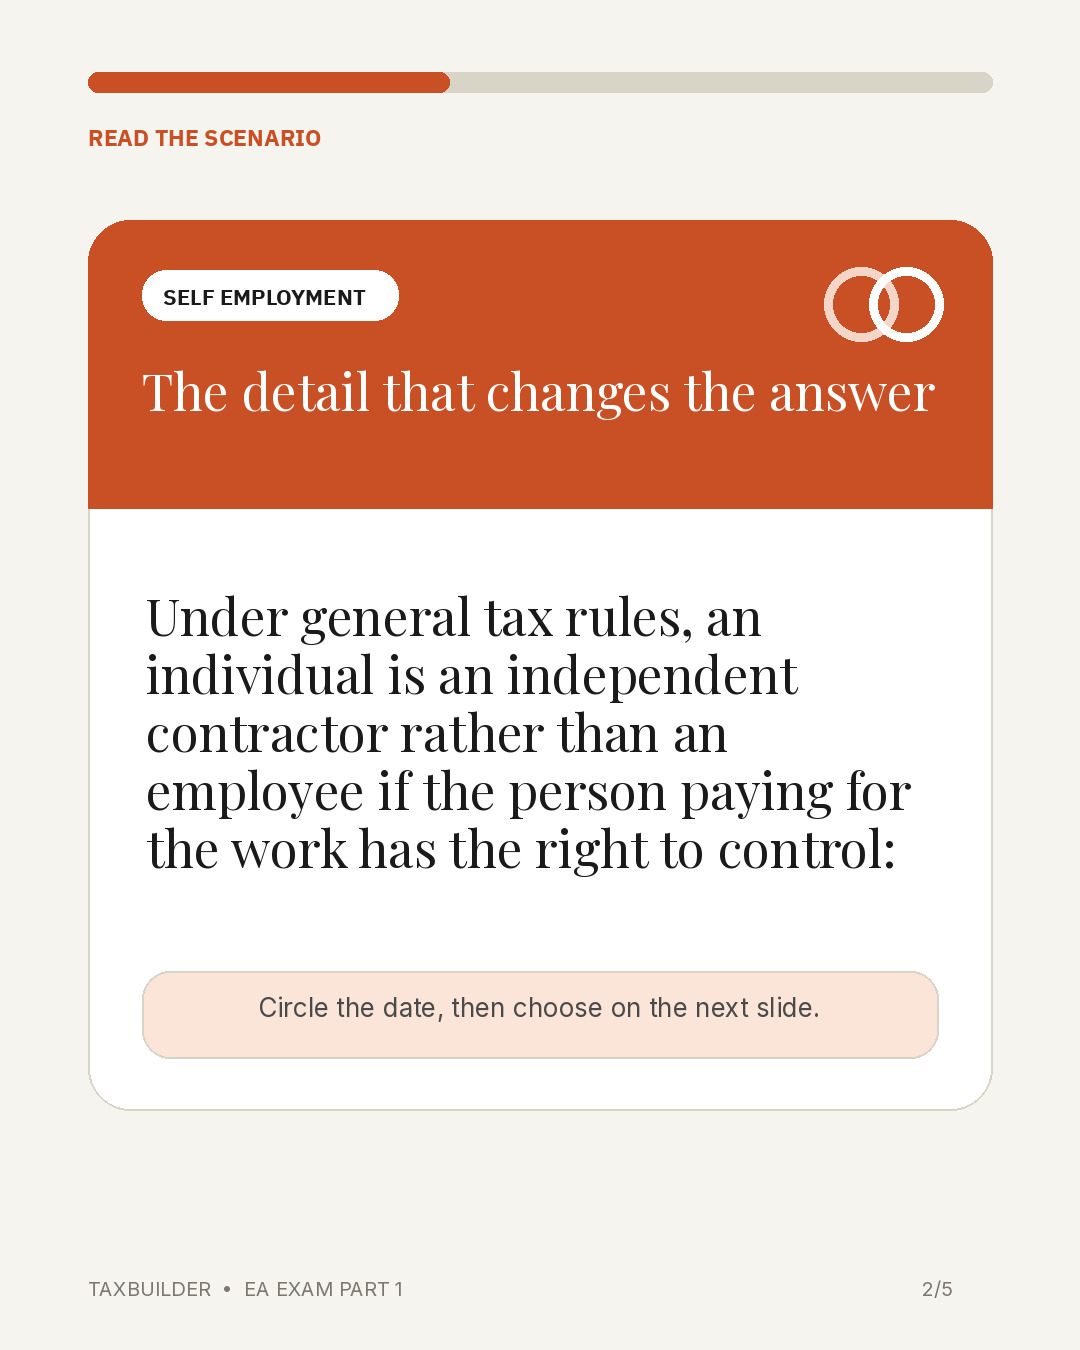 READ THE SCENARIO
SELF EMPLOYMENT
The detail that changes the answer
Under general tax rules, an
individual is an independent
contractor rather than an
employee if the person paying for
the work has the right to control:
Circle the date, then choose on the next slide.
TAXBUILDER • EA EXAM PART 1
2/5